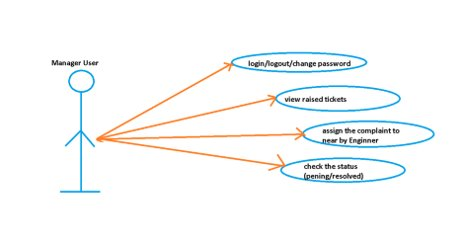 Manager User
login/logout/change password
view raised tickets
assign the complaint to
near by Enginner
check the status
(pening/resolved)